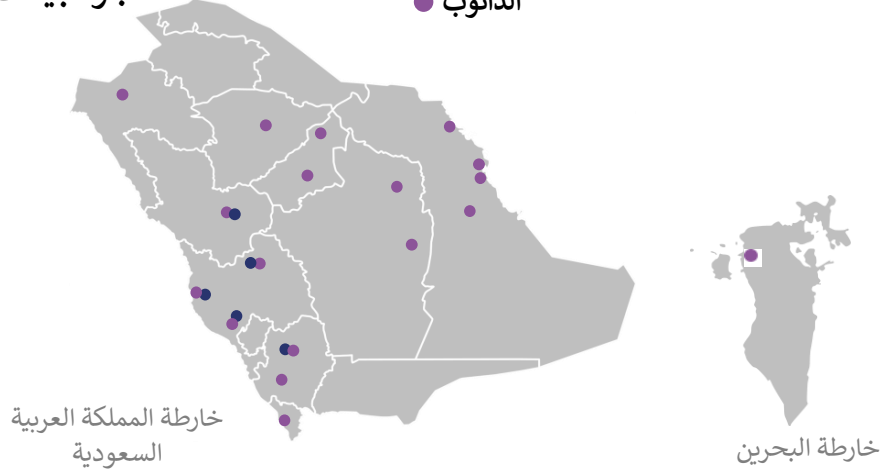 الدانوب
خارطة المملكة العربية
السعودية
خارطة البحرين